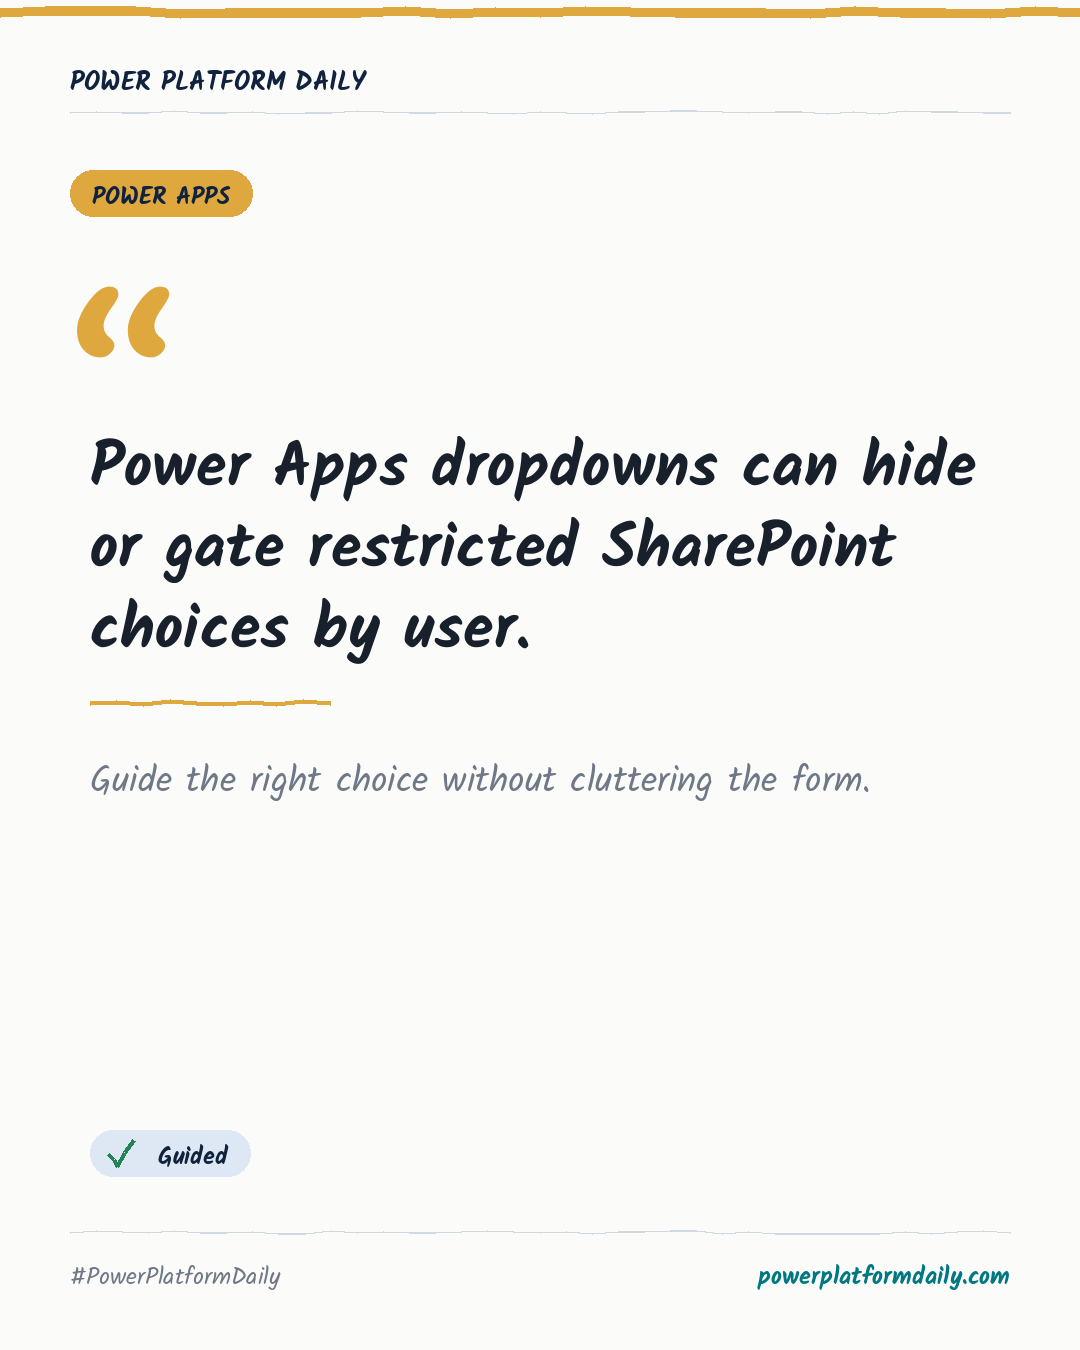 POWER PLATFORM DAILY
POWER APPS
“
Power Apps dropdowns can hide
or gate restricted SharePoint
choices by user.
Guide the right choice without cluttering the form.
✓ Guided
#PowerPlatformDaily
powerplatformdaily.com